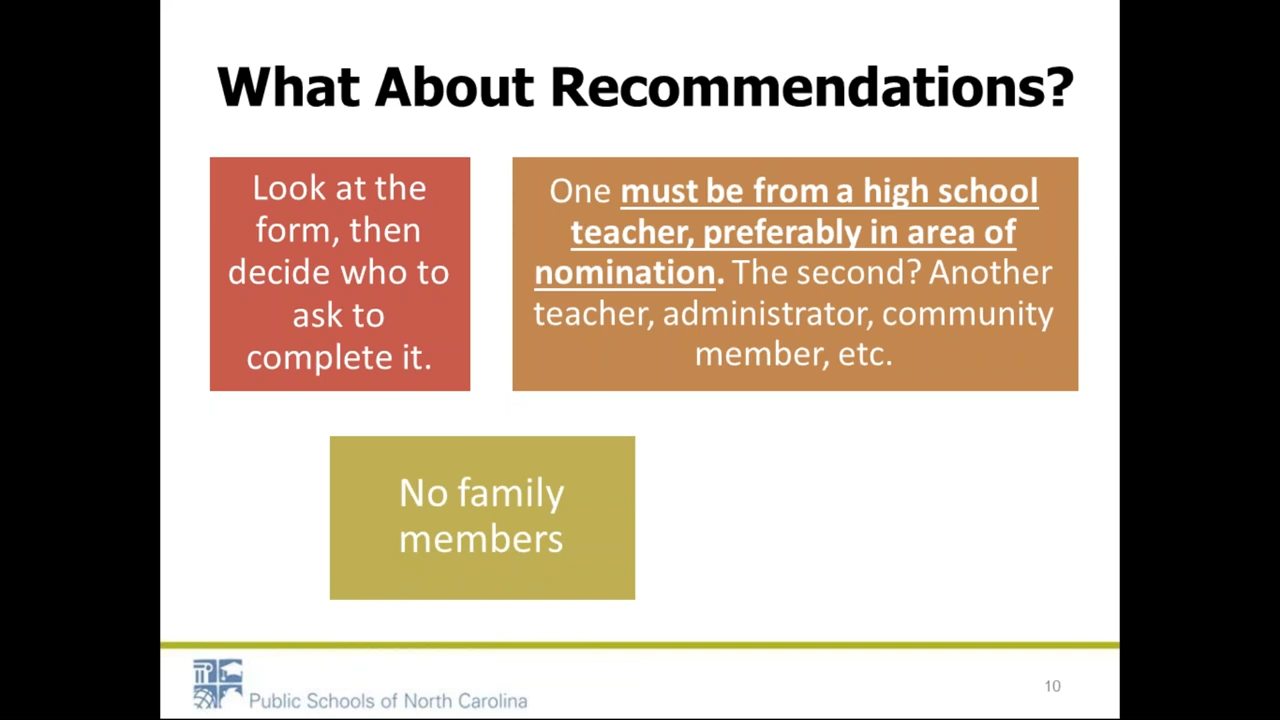 What About Recommendations?
Look at the
form, then
decide who to
ask to
complete it.
One must be from a high school
teacher, preferably in area of
nomination. The second? Another
teacher, administrator, community
member, etc.
No family
members
Public Schools of North Carolina
10